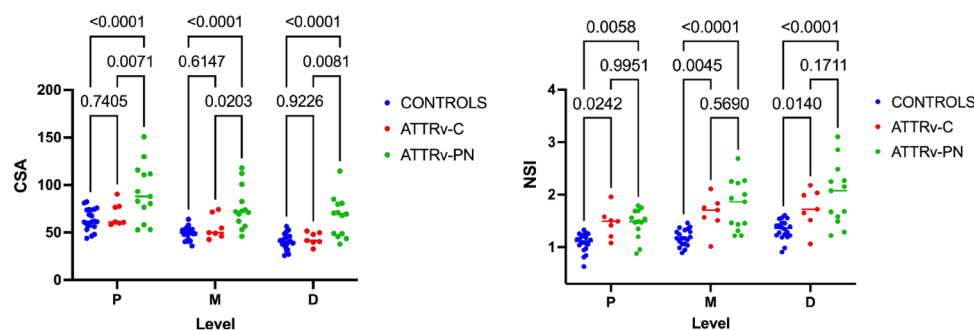 <0.0001
<0.0001
<0.0001
0.0071
0.6147
0.0081
0.7405
0.0203
0.9226
200
150
100
50
0
CSA
P
M
D
Level
CONTROLS
ATTRv-C
ATTRv-PN
0.0058
<0.0001
<0.0001
0.9951
0.0045
0.1711
0.0242
0.5690
0.0140
4
3
2
1
NSI
P
M
D
Level
CONTROLS
ATTRv-C
ATTRv-PN